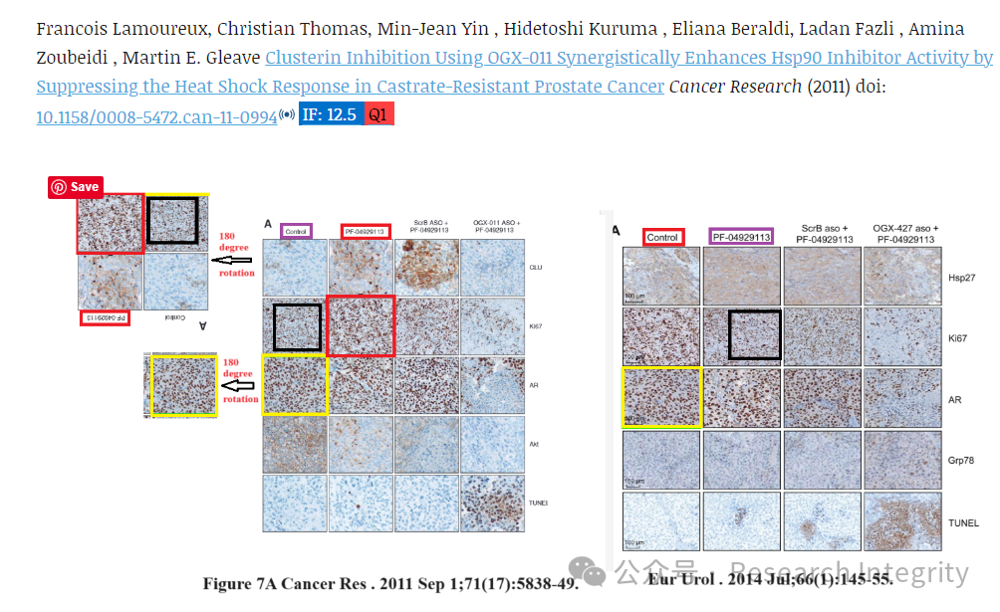 Francois Lamoureux, Christian Thomas, Min-Jean Yin , Hidetoshi Kuruma , Eliana Beraldi, Ladan Fazli , Amina
Zoubeidi , Martin E. Gleave Clusterin Inhibition Using OGX-011 Synergistically Enhances Hsp90 Inhibitor Activity by
Suppressing the Heat Shock Response in Castrate-Resistant Prostate Cancer Cancer Research (2011) doi:
10.1158/0008-5472.can-11-0994 IF: 12.5 Q1
Save
180
degree
rotation
PF-04929113
Control
A
180
degree
rotation
A
Control
PF-04929113
ScrB ASO +
PF-04929113
OGX-011 ASO +
PF-04929113
CLU
Ki67
AR
Akt
TUNEl
Figure 7A Cancer Res . 2011 Sep 1;71(17):5838-49.
A
Control
PF-04929113
ScrB aso +
PF-04929113
OGX-427 aso +
PF-04929113
Hsp27
100 μm
Ki67
AR
Grp78
TUNEL
100 μm
Eur Urol . 2014 Jul;66(1):145-55.
公众号 · Research Integrity